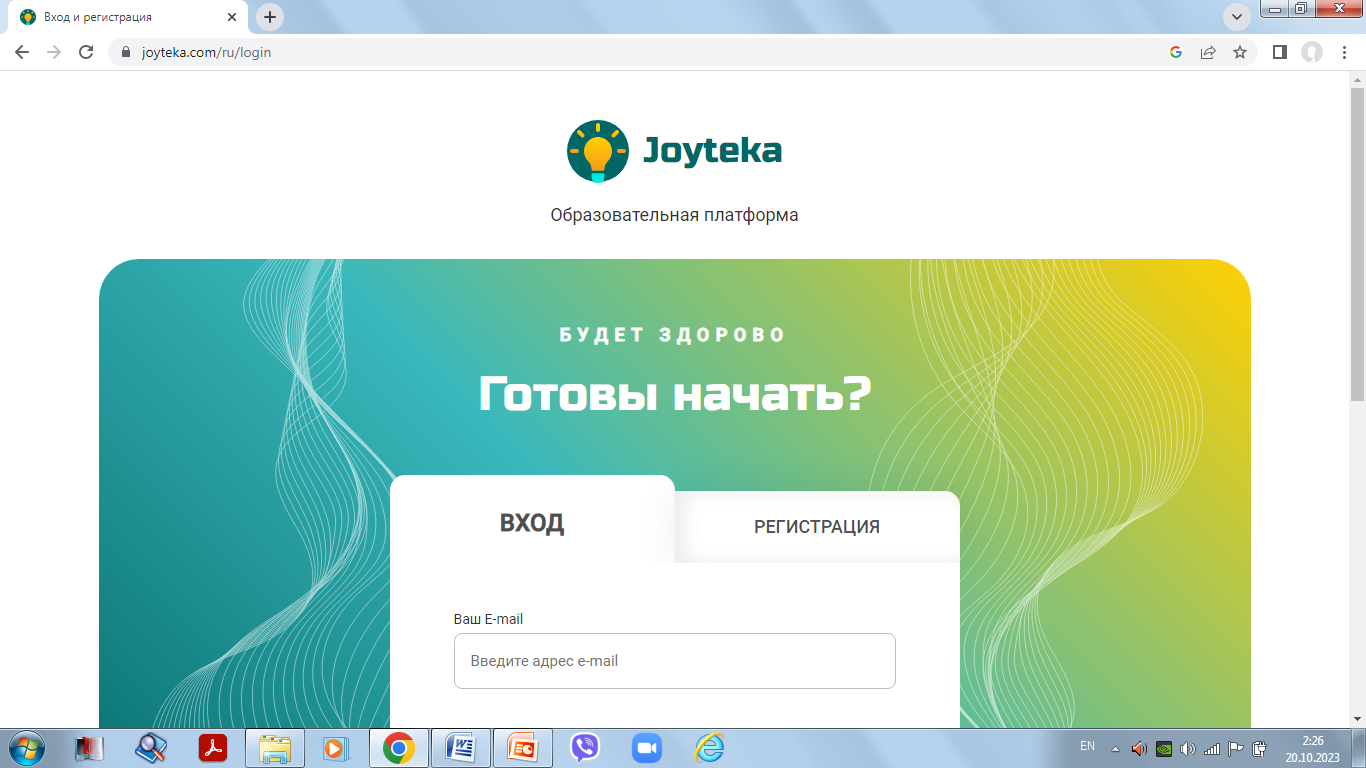 Вход и регистрация
joyteka.com/ru/login
Joyteka
Образовательная платформа
БУДЕТ ЗДОРОВО
Готовы начать?
ВХОД
РЕГИСТРАЦИЯ
Ваш E-mail
Введите адрес e-mail
EN
2:26
20.10.2023